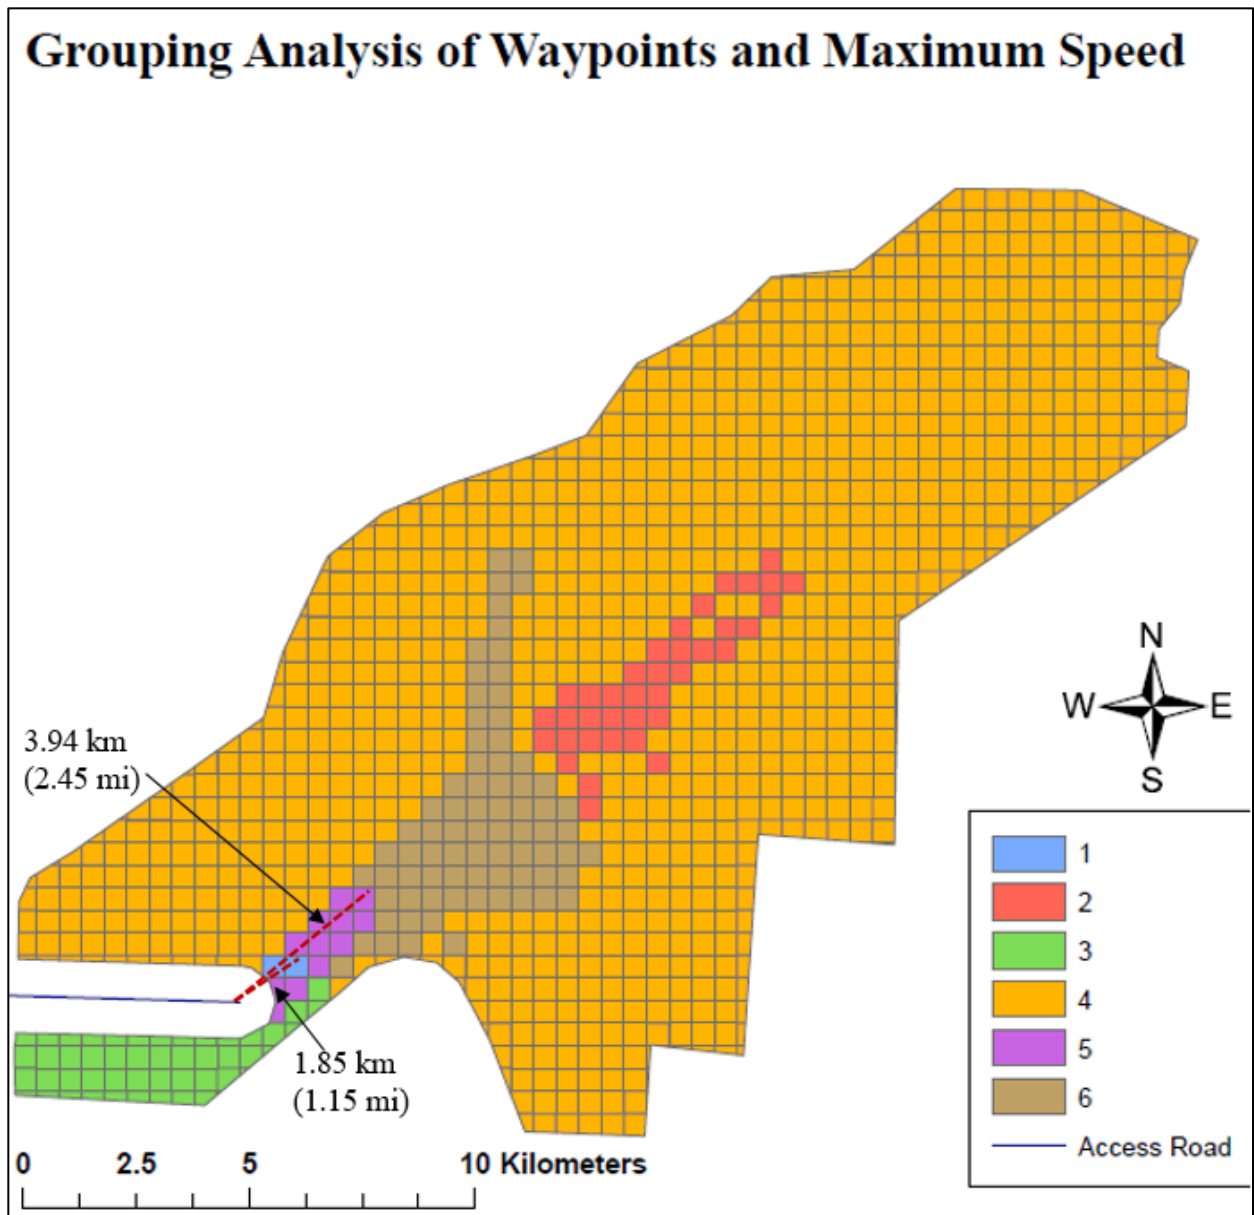 Grouping Analysis of Waypoints and Maximum Speed
N
W E
S
3.94 km
(2.45 mi)
1.85 km
(1.15 mi)
1
2
3
4
5
6
Access Road
0 2.5 5 10 Kilometers